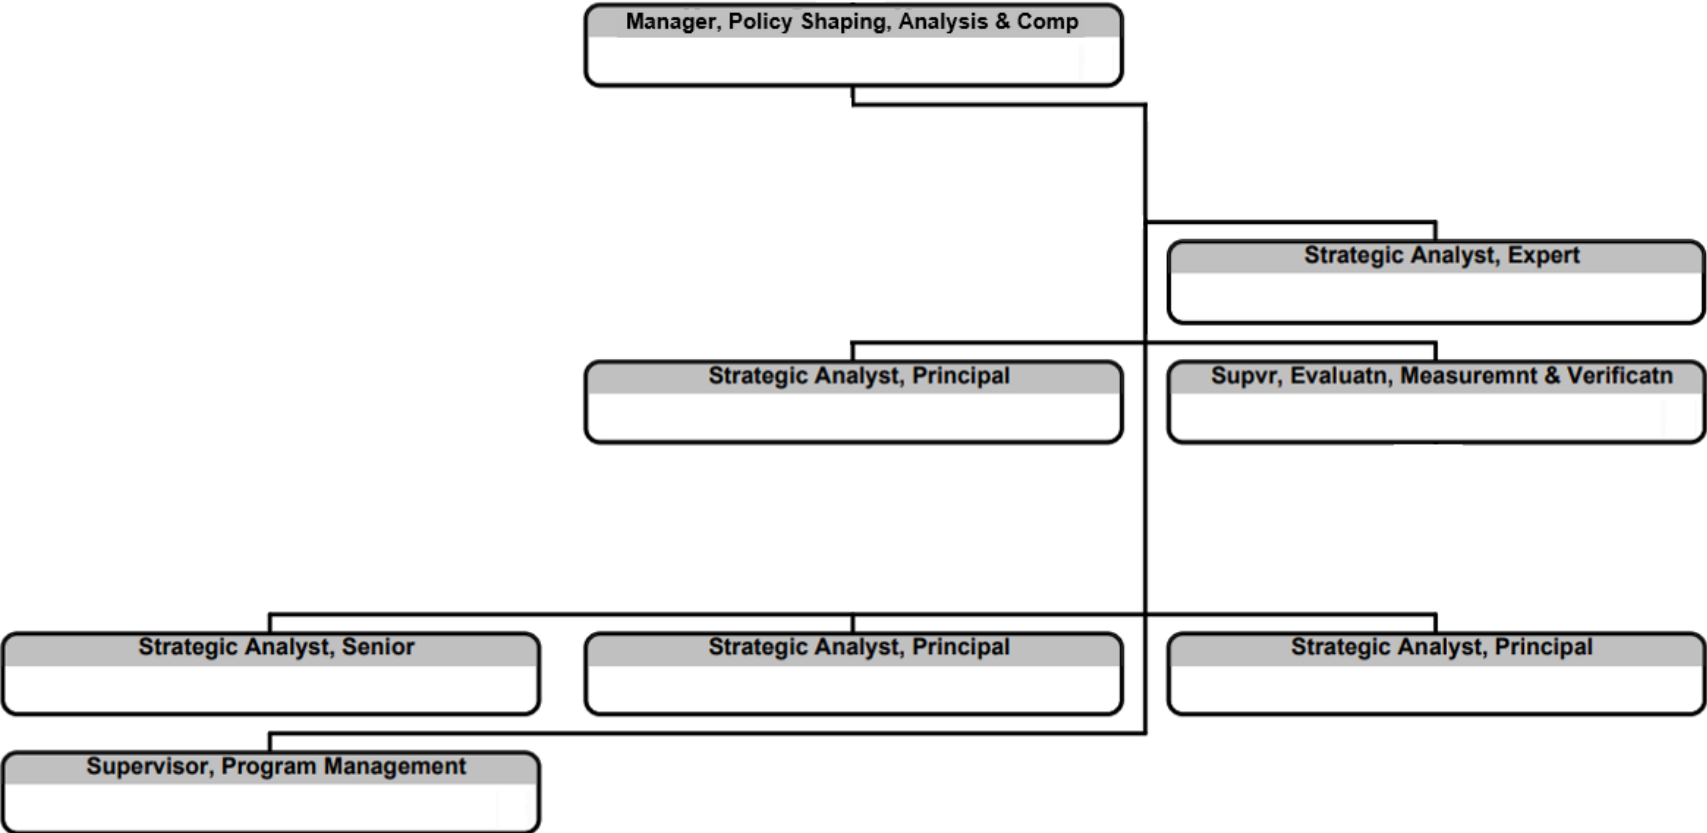 Manager, Policy Shaping, Analysis & Comp
Strategic Analyst, Expert
Strategic Analyst, Principal
Supvr, Evaluatn, Measuremnt & Verificatn
Strategic Analyst, Senior
Strategic Analyst, Principal
Strategic Analyst, Principal
Supervisor, Program Management